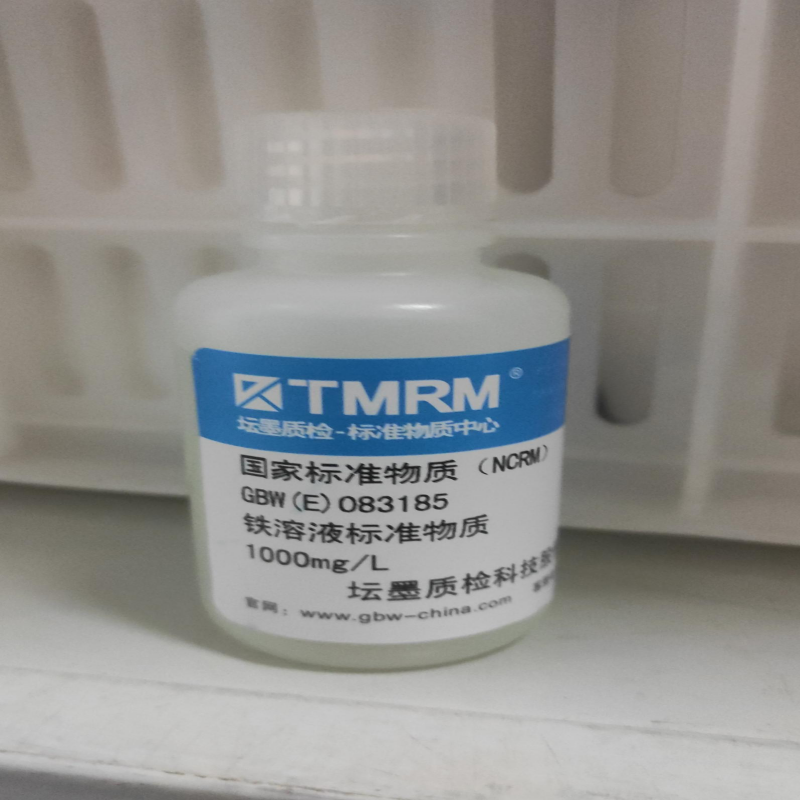 TMRM®
坛墨质检-标准物质中心
国家标准物质（NCRM）
GBW(E)083185
铁溶液标准物质
1000mg/L
坛墨质检科技股
官网：www.gbw-china.com